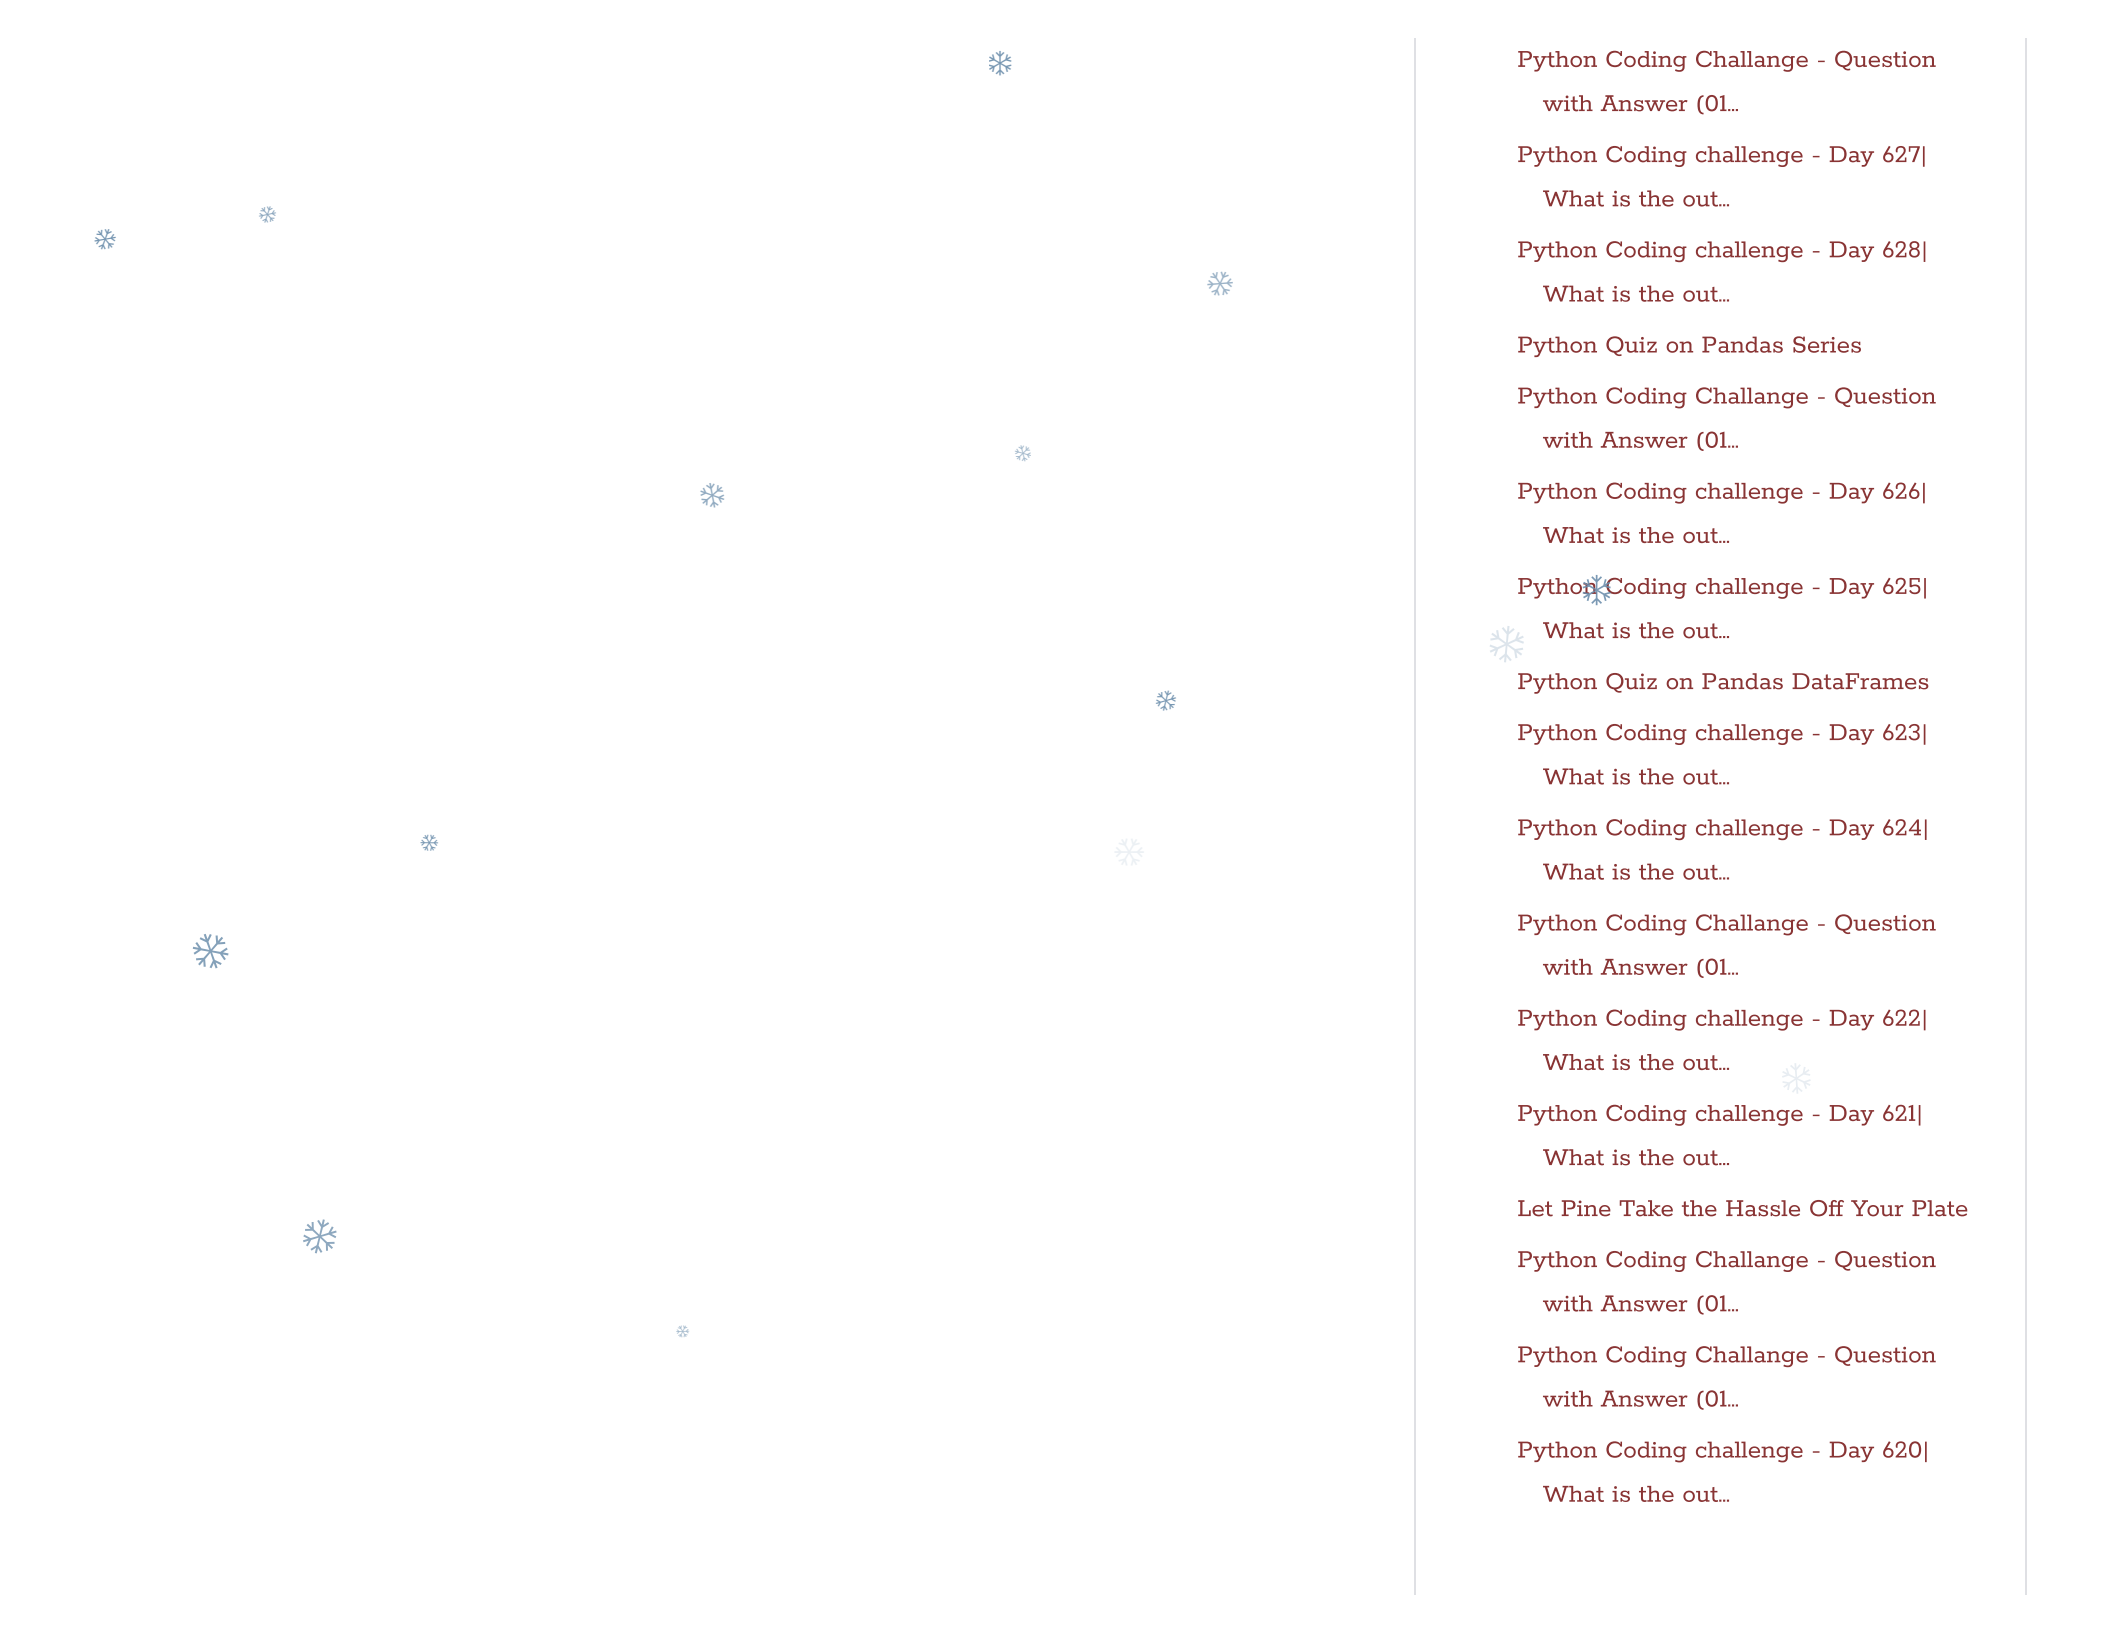 Python Coding Challange - Question
with Answer (01...
Python Coding challenge - Day 627|
What is the out...
Python Coding challenge - Day 628|
What is the out...
Python Quiz on Pandas Series
Python Coding Challange - Question
with Answer (01...
Python Coding challenge - Day 626|
What is the out...
Python Coding challenge - Day 625|
What is the out...
Python Quiz on Pandas DataFrames
Python Coding challenge - Day 623|
What is the out...
Python Coding challenge - Day 624|
What is the out...
Python Coding Challange - Question
with Answer (01...
Python Coding challenge - Day 622|
What is the out...
Python Coding challenge - Day 621|
What is the out...
Let Pine Take the Hassle Off Your Plate
Python Coding Challange - Question
with Answer (01...
Python Coding Challange - Question
with Answer (01...
Python Coding challenge - Day 620|
What is the out...